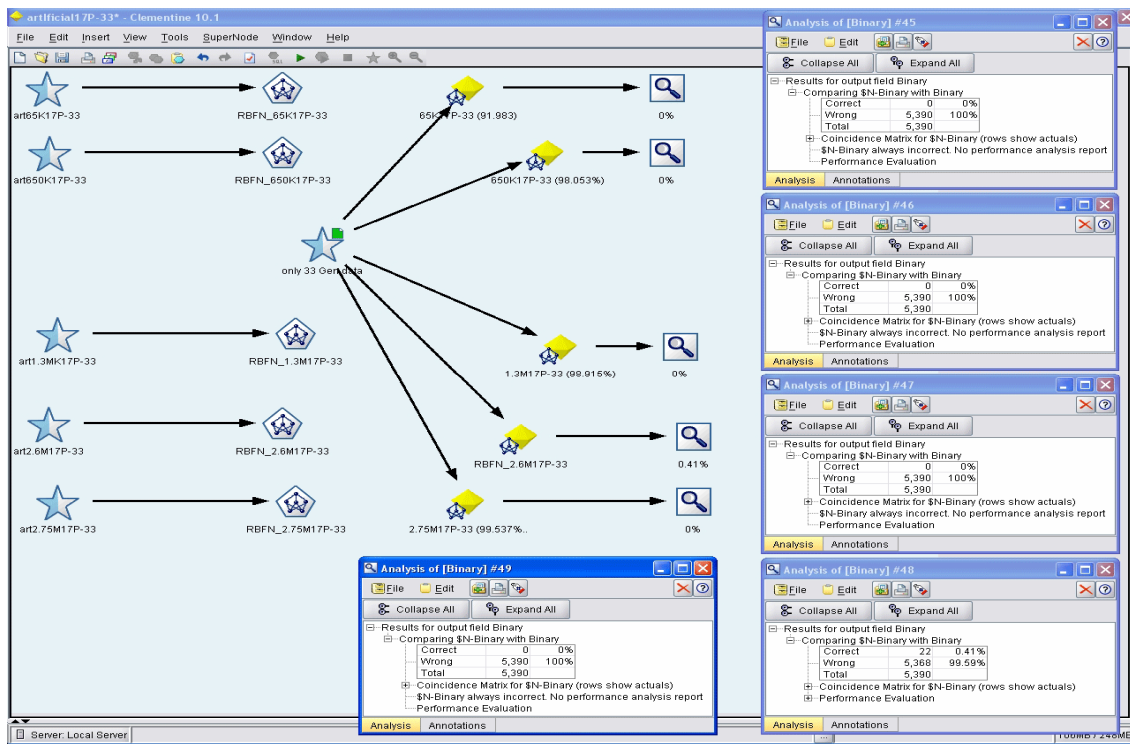 artIficial17P-33* - Clementine 10.1
File Edit Insert View Tools SuperNode Window Help
art65K17P-33
RBFN_65K17P-33
65K17P-33 (91.983)
0%
art650K17P-33
RBFN_650K17P-33
650K17P-33 (98.053%)
0%
only 33 Gen data
art1.3MK17P-33
RBFN_1.3M17P-33
1.3M17P-33 (99.915%)
0%
art2.6M17P-33
RBFN_2.6M17P-33
RBFN_2.6M17P-33
0.41%
art2.75M17P-33
RBFN_2.75M17P-33
2.75M17P-33 (99.537%..
0%
Analysis of [Binary] #45
File Edit
Collapse All Expand All
Results for output field Binary
Comparing $N-Binary with Binary
Correct 0 0%
Wrong 5,390 100%
Total 5,390
Coincidence Matrix for $N-Binary (rows show actuals)
$N-Binary always incorrect. No performance analysis report
Performance Evaluation
Analysis Annotations
Analysis of [Binary] #46
File Edit
Collapse All Expand All
Results for output field Binary
Comparing $N-Binary with Binary
Correct 0 0%
Wrong 5,390 100%
Total 5,390
Coincidence Matrix for $N-Binary (rows show actuals)
$N-Binary always incorrect. No performance analysis report
Performance Evaluation
Analysis Annotations
Analysis of [Binary] #47
File Edit
Collapse All Expand All
Results for output field Binary
Comparing $N-Binary with Binary
Correct 0 0%
Wrong 5,390 100%
Total 5,390
Coincidence Matrix for $N-Binary (rows show actuals)
$N-Binary always incorrect. No performance analysis report
Performance Evaluation
Analysis Annotations
Analysis of [Binary] #48
File Edit
Collapse All Expand All
Results for output field Binary
Comparing $N-Binary with Binary
Correct 22 0.41%
Wrong 5,368 99.59%
Total 5,390
Coincidence Matrix for $N-Binary (rows show actuals)
Performance Evaluation
Analysis Annotations
Analysis of [Binary] #49
File Edit
Collapse All Expand All
Results for output field Binary
Comparing $N-Binary with Binary
Correct 0 0%
Wrong 5,390 100%
Total 5,390
Coincidence Matrix for $N-Binary (rows show actuals)
$N-Binary always incorrect. No performance analysis report
Performance Evaluation
Analysis Annotations
Server: Local Server